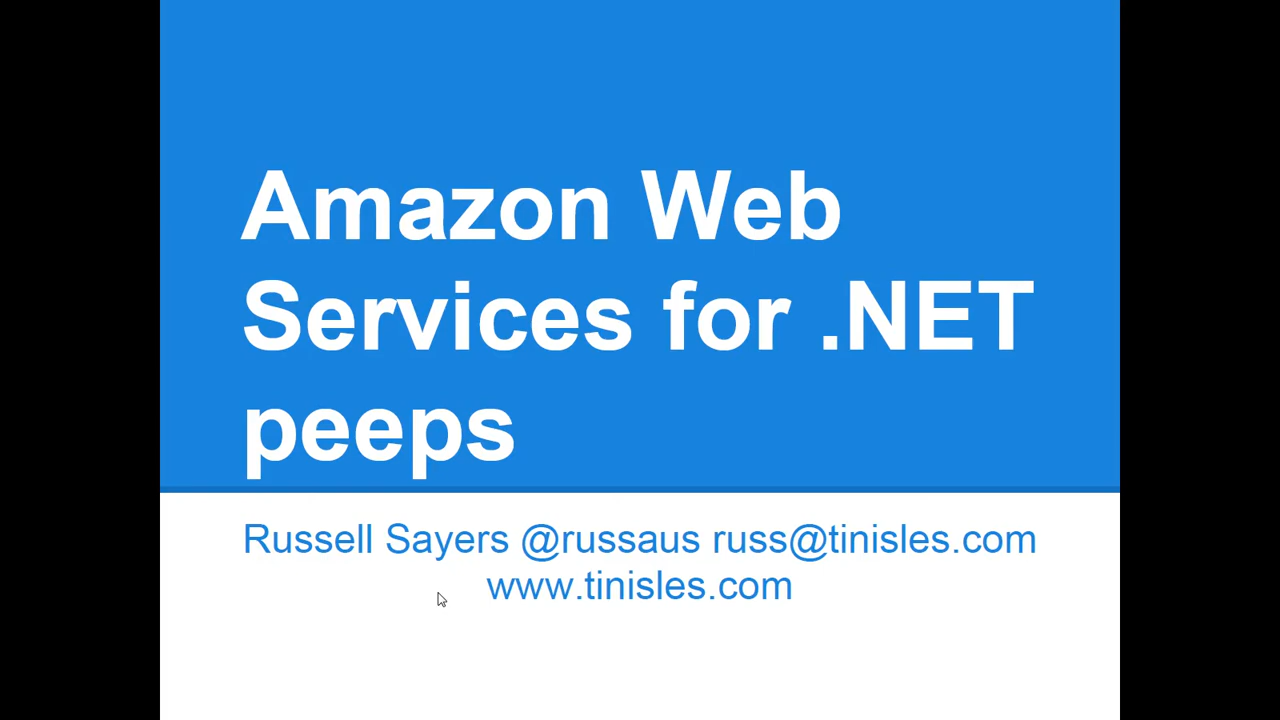 Amazon Web
Services for .NET
peeps
Russell Sayers @russaus russ@tinisles.com
www.tinisles.com